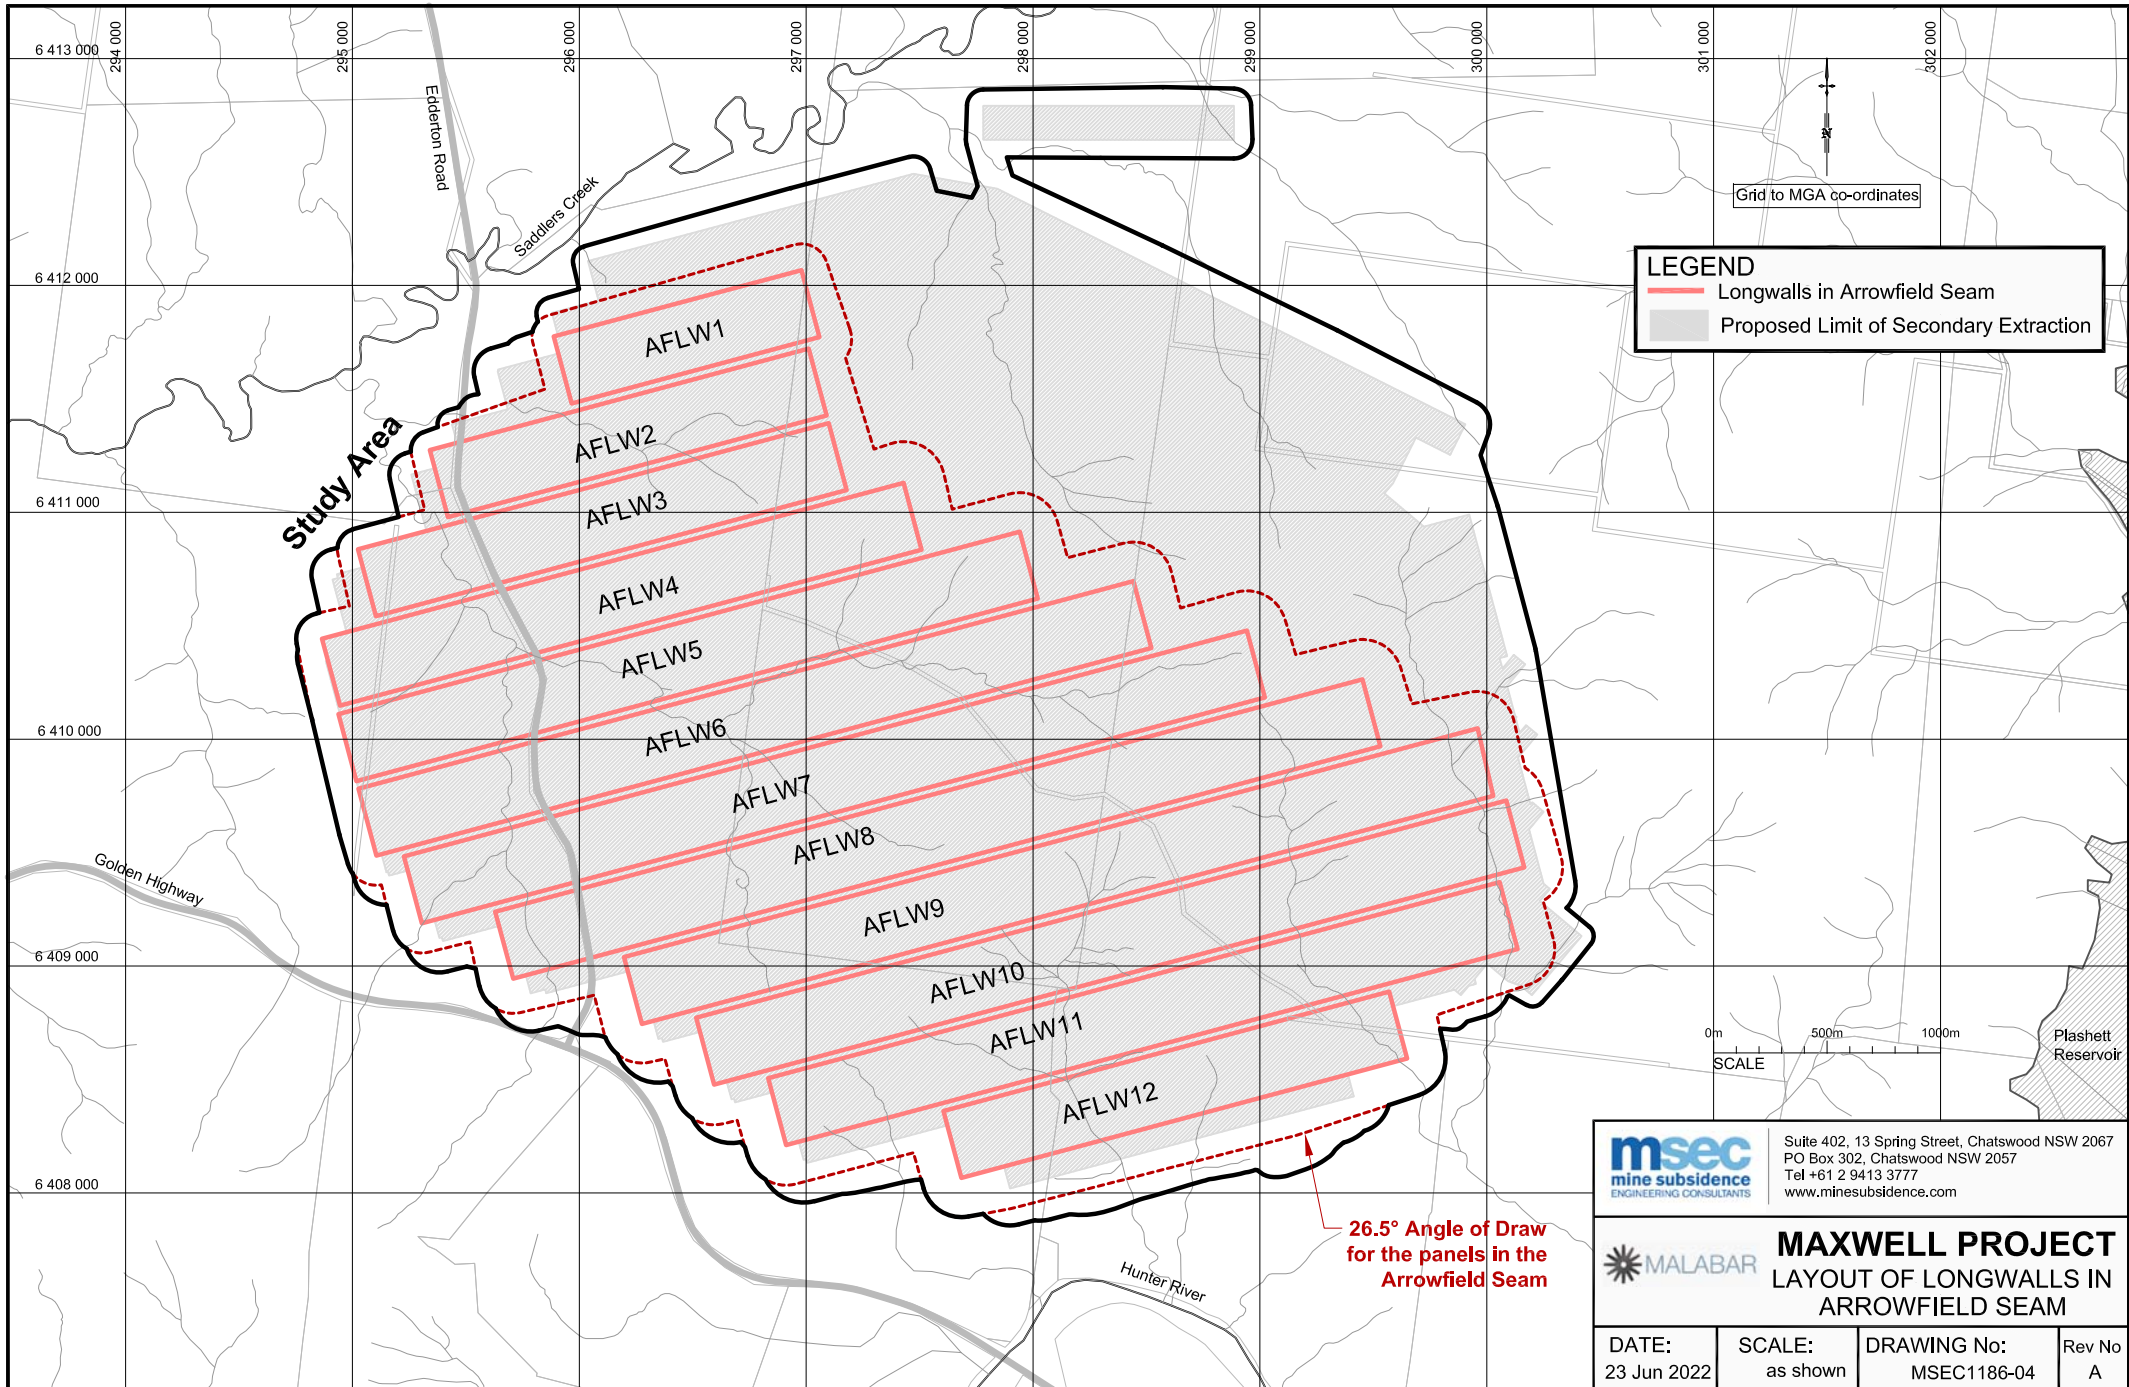 6 413 000
294 000
295 000
296 000
297 000
298 000
299 000
300 000
301 000
302 000
Edderton Road
Saddlers Creek
N
Grid to MGA co-ordinates
6 412 000
LEGEND
Longwalls in Arrowfield Seam
Proposed Limit of Secondary Extraction
AFLW1
Study Area
AFLW2
AFLW3
6 411 000
AFLW4
AFLW5
6 410 000
AFLW6
AFLW7
AFLW8
Golden Highway
AFLW9
6 409 000
AFLW10
AFLW11
AFLW12
0m
500m
1000m
SCALE
Plashett
Reservoir
6 408 000
26.5° Angle of Draw
for the panels in the
Arrowfield Seam
Hunter River
msec
mine subsidence
ENGINEERING CONSULTANTS
Suite 402, 13 Spring Street, Chatswood NSW 2067
PO Box 302, Chatswood NSW 2057
Tel +61 2 9413 3777
www.minesubsidence.com
MALABAR
MAXWELL PROJECT
LAYOUT OF LONGWALLS IN
ARROWFIELD SEAM
DATE:
23 Jun 2022
SCALE:
as shown
DRAWING No:
MSEC1186-04
Rev No
A